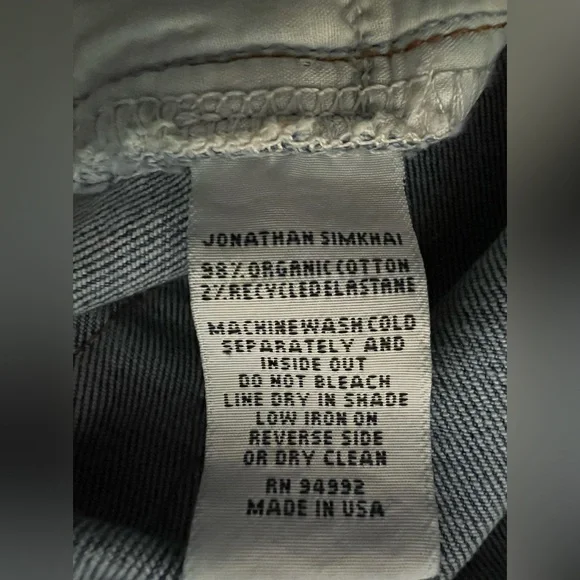 JONATHAN SIMKHAI
98% ORGANIC COTTON
2% RECYCLED ELASTANE
MACHINE WASH COLD
SEPARATELY AND
INSIDE OUT
DO NOT BLEACH
LINE DRY IN SHADE
LOW IRON ON
REVERSE SIDE
OR DRY CLEAN
RN 94992
MADE IN USA